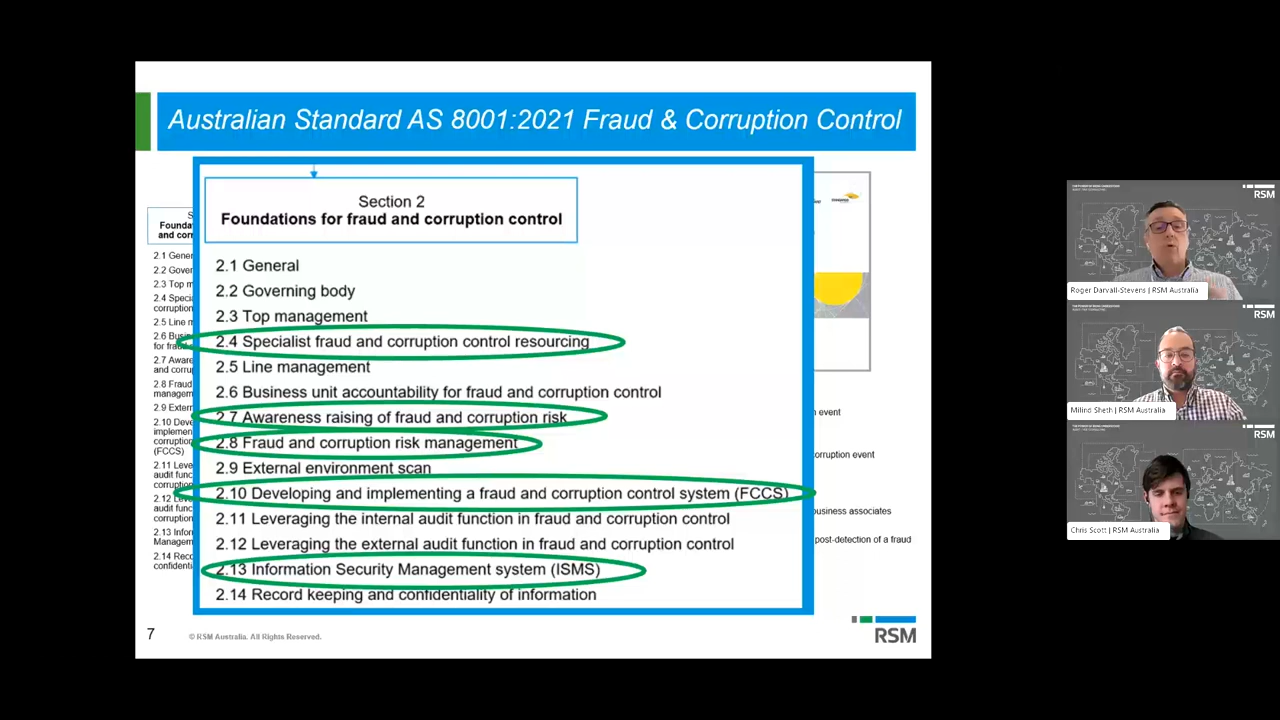 Australian Standard AS 8001:2021 Fraud & Corruption Control
Section 2
Foundations for fraud and corruption control
2.1 General
2.2 Governing body
2.3 Top management
2.4 Specialist fraud and corruption control resourcing
2.5 Line management
2.6 Business unit accountability for fraud and corruption control
2.7 Awareness raising of fraud and corruption risk
2.8 Fraud and corruption risk management
2.9 External environment scan
2.10 Developing and implementing a fraud and corruption control system (FCCS)
2.11 Leveraging the internal audit function in fraud and corruption control
2.12 Leveraging the external audit function in fraud and corruption control
2.13 Information Security Management system (ISMS)
2.14 Record keeping and confidentiality of information
event
corruption event
business associates
post-detection of a fraud
7
© RSM Australia. All Rights Reserved.
RSM
RSM
Roger Darvall-Stevens | RSM Australia
RSM
Milind Sheth | RSM Australia
RSM
Chris Scott | RSM Australia